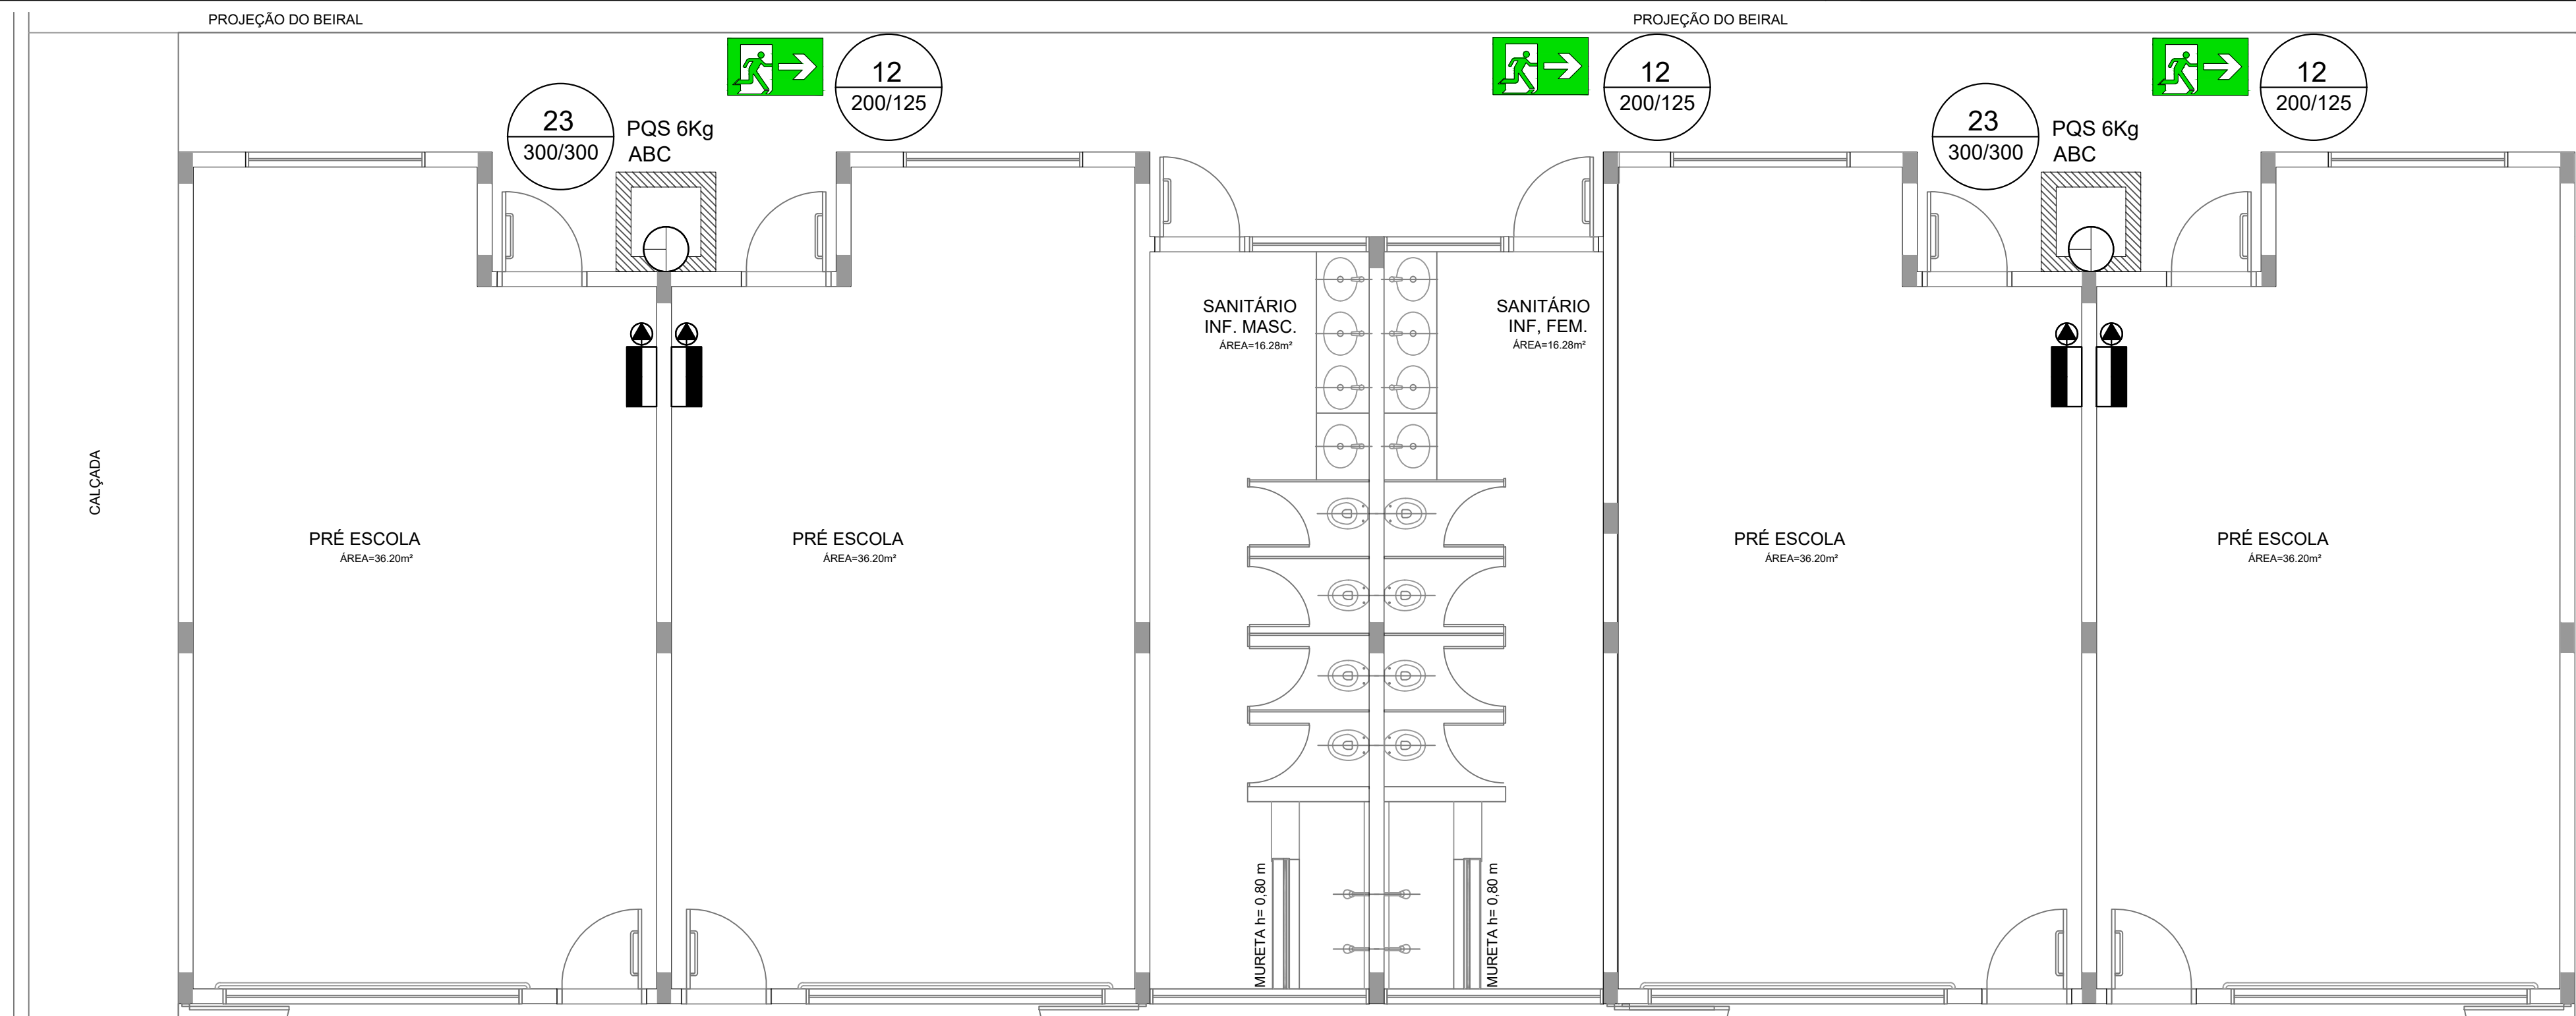 PROJEÇÃO DO BEIRAL
PROJEÇÃO DO BEIRAL
12
200/125
12
200/125
12
200/125
23
300/300
PQS 6Kg
ABC
23
300/300
PQS 6Kg
ABC
SANITÁRIO
INF. MASC.
ÁREA=16.28m²
SANITÁRIO
INF, FEM.
ÁREA=16.28m²
CALÇADA
PRÉ ESCOLA
ÁREA=36.20m²
PRÉ ESCOLA
ÁREA=36.20m²
PRÉ ESCOLA
ÁREA=36.20m²
PRÉ ESCOLA
ÁREA=36.20m²
MURETA h= 0,80 m
MURETA h= 0,80 m